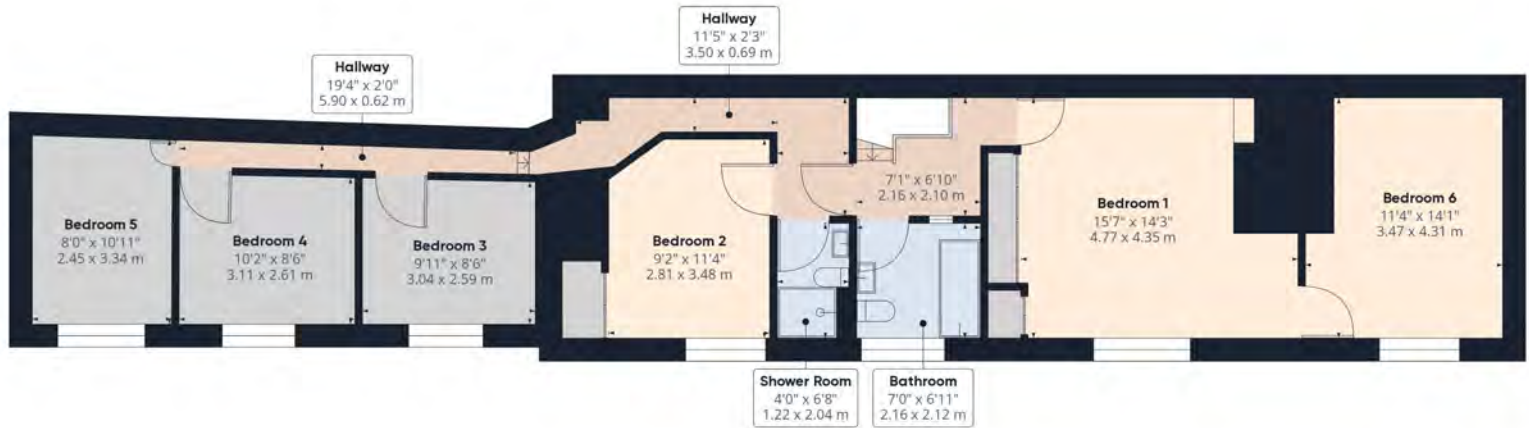 Hallway
11'5" x 2'3"
3.50 x 0.69 m
Hallway
19'4" x 2'0"
5.90 x 0.62 m
Bedroom 5
8'0" x 10'11"
2.45 x 3.34 m
Bedroom 4
10'2" x 8'6"
3.11 x 2.61 m
Bedroom 3
9'11" x 8'6"
3.04 x 2.59 m
Bedroom 2
9'2" x 11'4"
2.81 x 3.48 m
7'1" x 6'10"
2.16 x 2.10 m
Bedroom 1
15'7" x 14'3"
4.77 x 4.35 m
Bedroom 6
11'4" x 14'1"
3.47 x 4.31 m
Shower Room
4'0" x 6'8"
1.22 x 2.04 m
Bathroom
7'0" x 6'11"
2.16 x 2.12 m